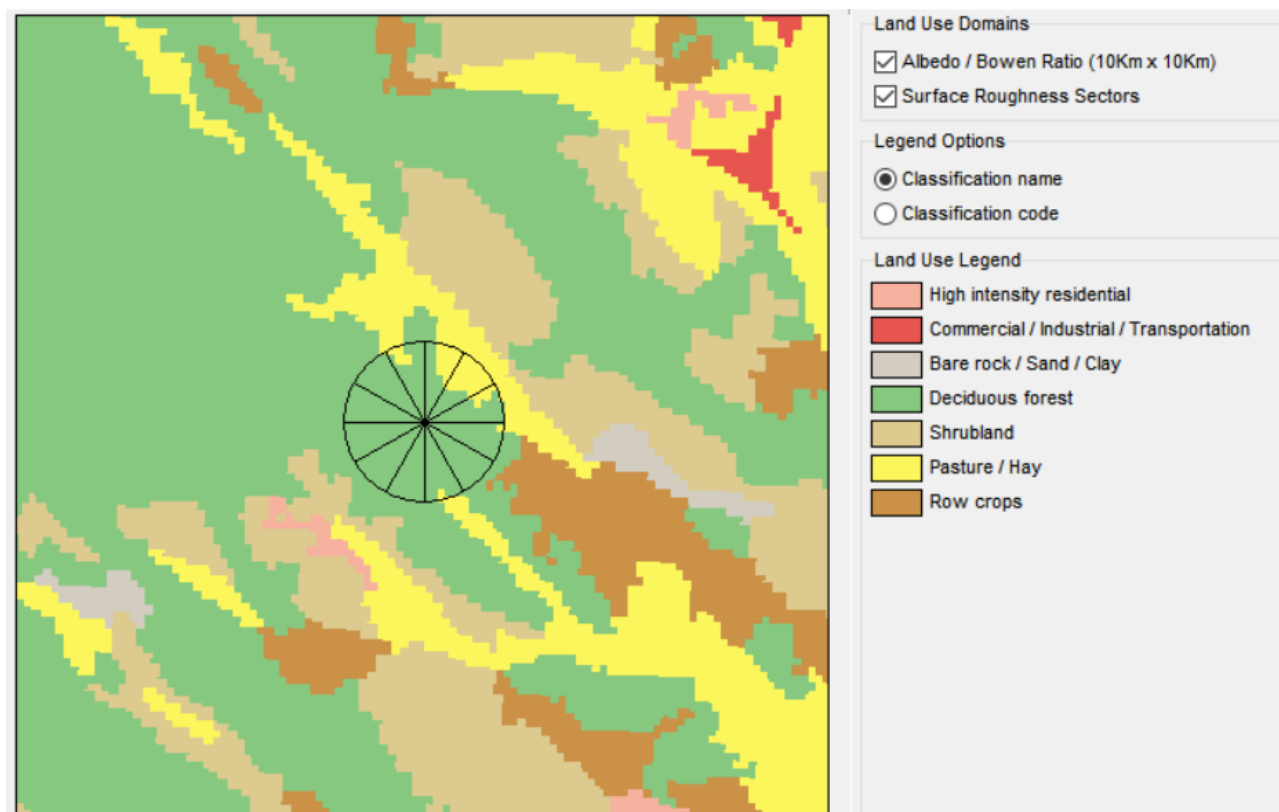 Land Use Domains
Albedo / Bowen Ratio (10Km x 10Km)
Surface Roughness Sectors
Legend Options
Classification name
Classification code
Land Use Legend
High intensity residential
Commercial / Industrial / Transportation
Bare rock / Sand / Clay
Deciduous forest
Shrubland
Pasture / Hay
Row crops